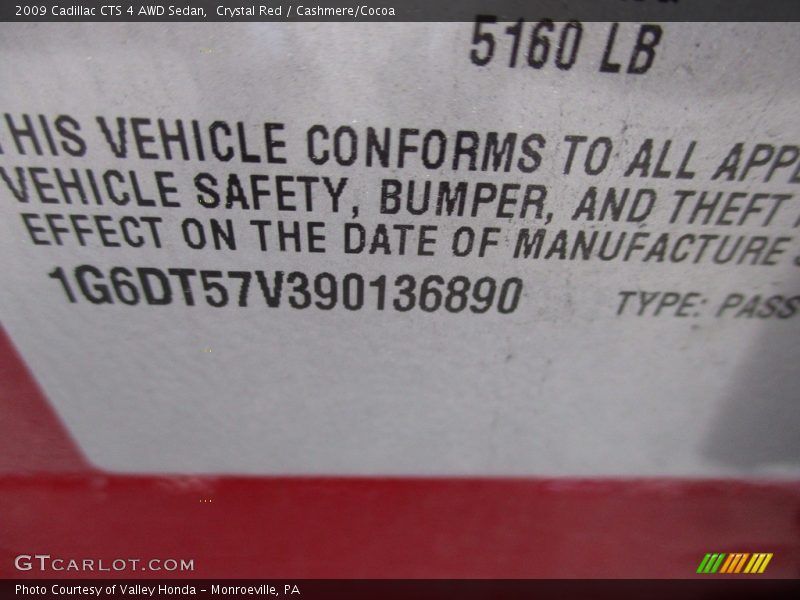 2009 Cadillac CTS 4 AWD Sedan, Crystal Red / Cashmere/Cocoa
5160 LB
THIS VEHICLE CONFORMS TO ALL
VEHICLE SAFETY, BUMPER, AND THEFT
EFFECT ON THE DATE OF MANUFACTURE
1G6DT57V390136890 TYPE: PASS
GTCARLOT.COM
Photo Courtesy of Valley Honda - Monroeville, PA